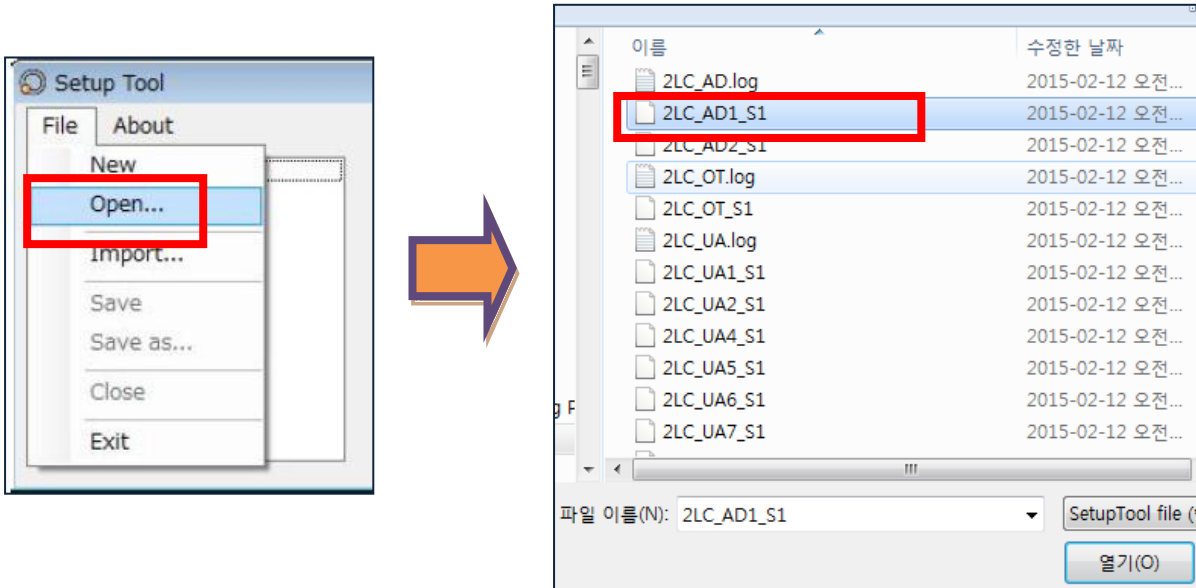 Setup Tool
File About
New
Open...
Import...
Save
Save as...
Close
Exit
이름 수정한 날짜
2LC_AD.log 2015-02-12 오전...
2LC_AD1_S1 2015-02-12 오전...
2LC_AD2_S1 2015-02-12 오전...
2LC_OT.log 2015-02-12 오전...
2LC_OT_S1 2015-02-12 오전...
2LC_UA.log 2015-02-12 오전...
2LC_UA1_S1 2015-02-12 오전...
2LC_UA2_S1 2015-02-12 오전...
2LC_UA4_S1 2015-02-12 오전...
2LC_UA5_S1 2015-02-12 오전...
2LC_UA6_S1 2015-02-12 오전...
2LC_UA7_S1 2015-02-12 오전...
파일 이름(N): 2LC_AD1_S1 SetupTool file (
열기(O)